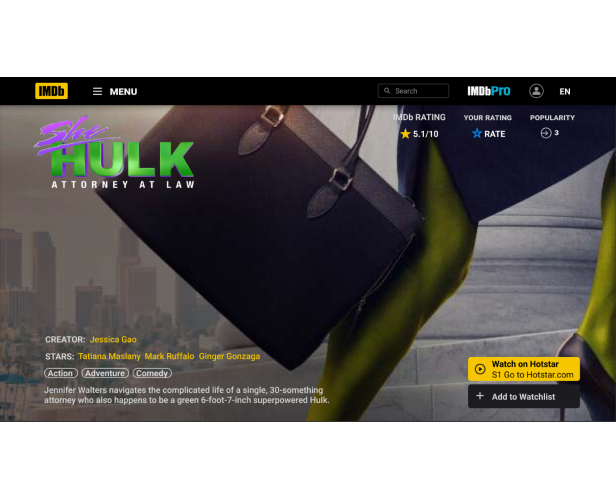 IMDb
MENU
Search
IMDbPro
EN
She
HULK
ATTORNEY AT LAW
IMDb RATING
5.1/10
YOUR RATING
RATE
POPULARITY
3
CREATOR: Jessica Gao
STARS: Tatiana Maslany Mark Ruffalo Ginger Gonzaga
Action Adventure Comedy
Jennifer Walters navigates the complicated life of a single, 30-something
attorney who also happens to be a green 6-foot-7-inch superpowered Hulk.
Watch on Hotstar
S1 Go to Hotstar.com
+ Add to Watchlist